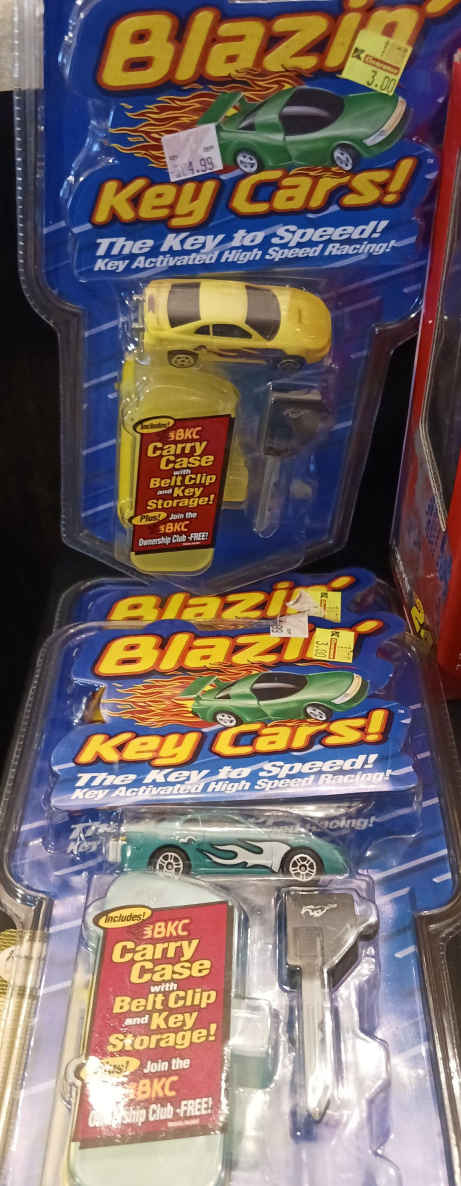 Blazin'
Clearance
3.00
4.99
Key Cars!
The Key to Speed!
Key Activated High Speed Racing!
Includes!
BKC
Carry
Case
with
Belt Clip
and Key
Storage!
Plus! Join the
BKC
Ownership Club -FREE!
Blazin'
Blazin'
3.00
Key Cars!
The Key to Speed!
Key Activated High Speed Racing!
Racing!
Includes!
BKC
Carry
Case
with
Belt Clip
and Key
Storage!
Plus! Join the
BKC
Ownership Club -FREE!